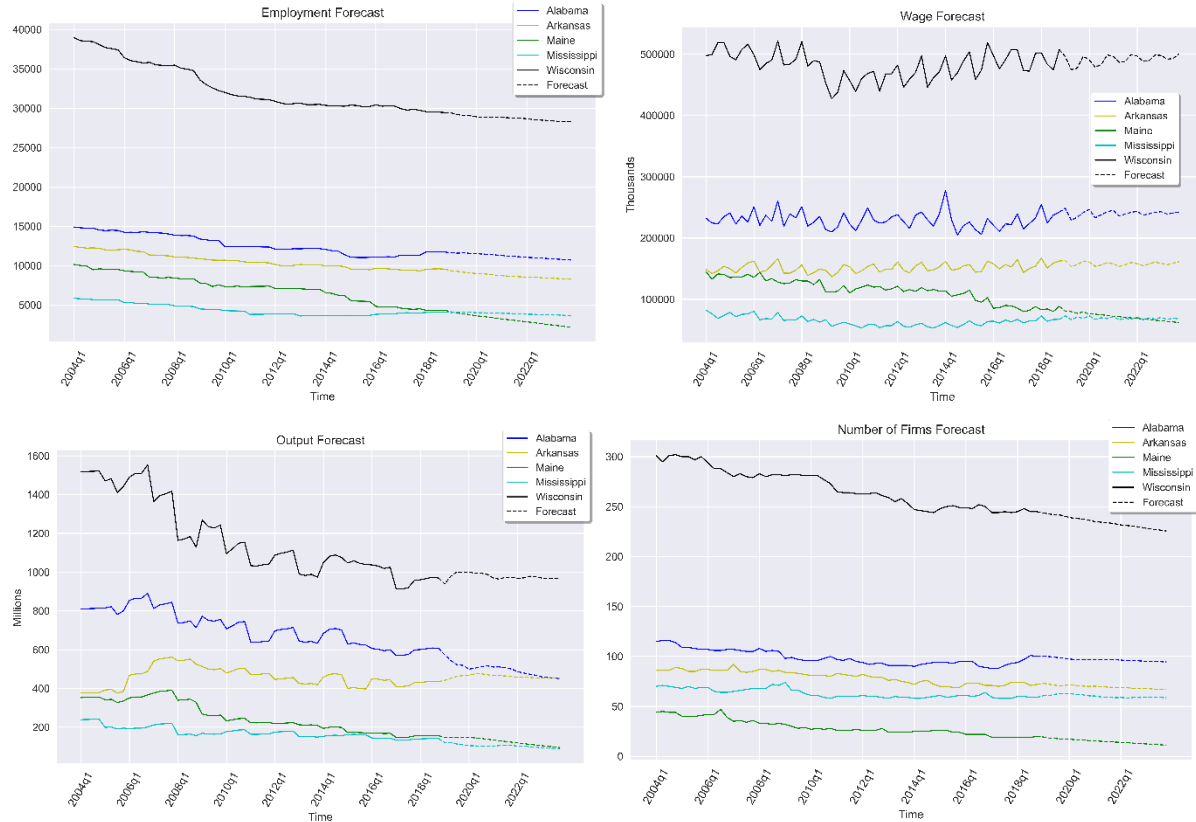 Employment Forecast
40000
35000
30000
25000
20000
15000
10000
5000
2004q1
2006q1
2008q1
2010q1
2012q1
2014q1
2016q1
2018q1
2020q1
2022q1
Time
Alabama
Arkansas
Maine
Mississippi
Wisconsin
Forecast
Wage Forecast
Thousands
500000
400000
300000
200000
100000
2004q1
2006q1
2008q1
2010q1
2012q1
2014q1
2016q1
2018q1
2020q1
2022q1
Time
Alabama
Arkansas
Maine
Mississippi
Wisconsin
Forecast
Output Forecast
Millions
1600
1400
1200
1000
800
600
400
200
2004q1
2006q1
2008q1
2010q1
2012q1
2014q1
2016q1
2018q1
2020q1
2022q1
Time
Alabama
Arkansas
Maine
Mississippi
Wisconsin
Forecast
Number of Firms Forecast
300
250
200
150
100
50
0
2004q1
2006q1
2008q1
2010q1
2012q1
2014q1
2016q1
2018q1
2020q1
2022q1
Time
Alabama
Arkansas
Maine
Mississippi
Wisconsin
Forecast